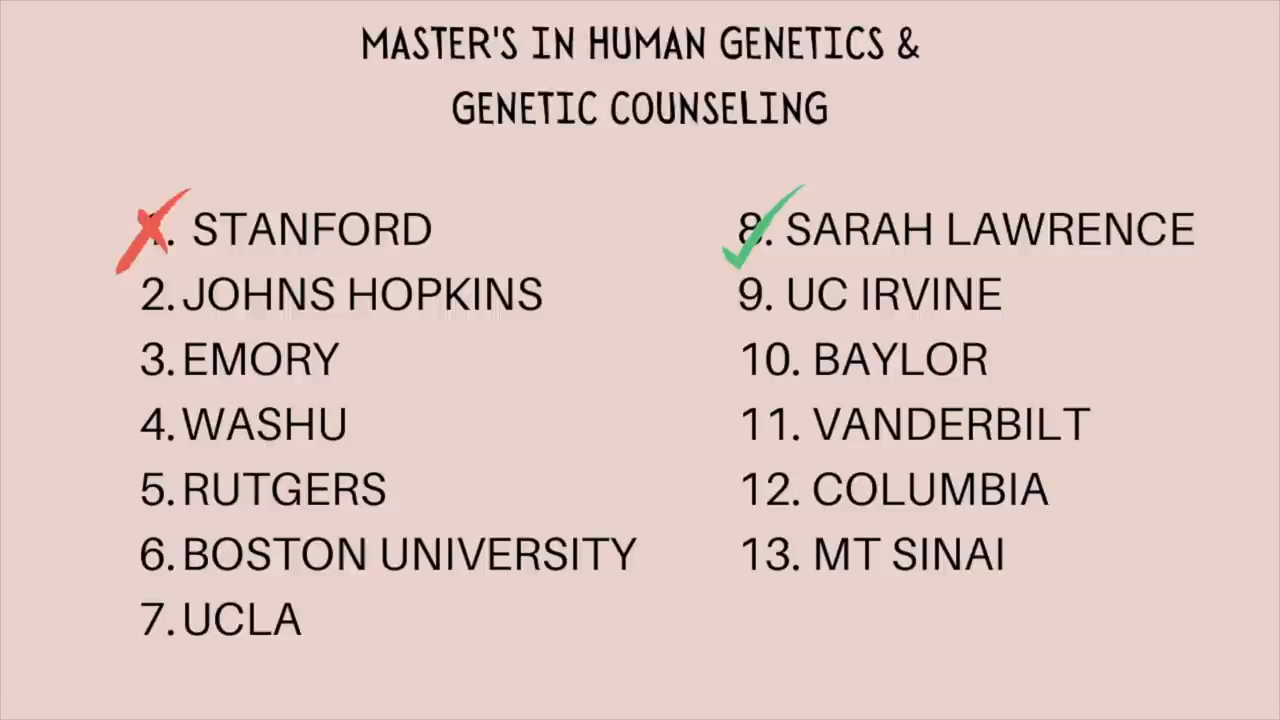 MASTER'S IN HUMAN GENETICS &
GENETIC COUNSELING
1. STANFORD
2. JOHNS HOPKINS
3. EMORY
4. WASHU
5. RUTGERS
6. BOSTON UNIVERSITY
7. UCLA
8. SARAH LAWRENCE
9. UC IRVINE
10. BAYLOR
11. VANDERBILT
12. COLUMBIA
13. MT SINAI